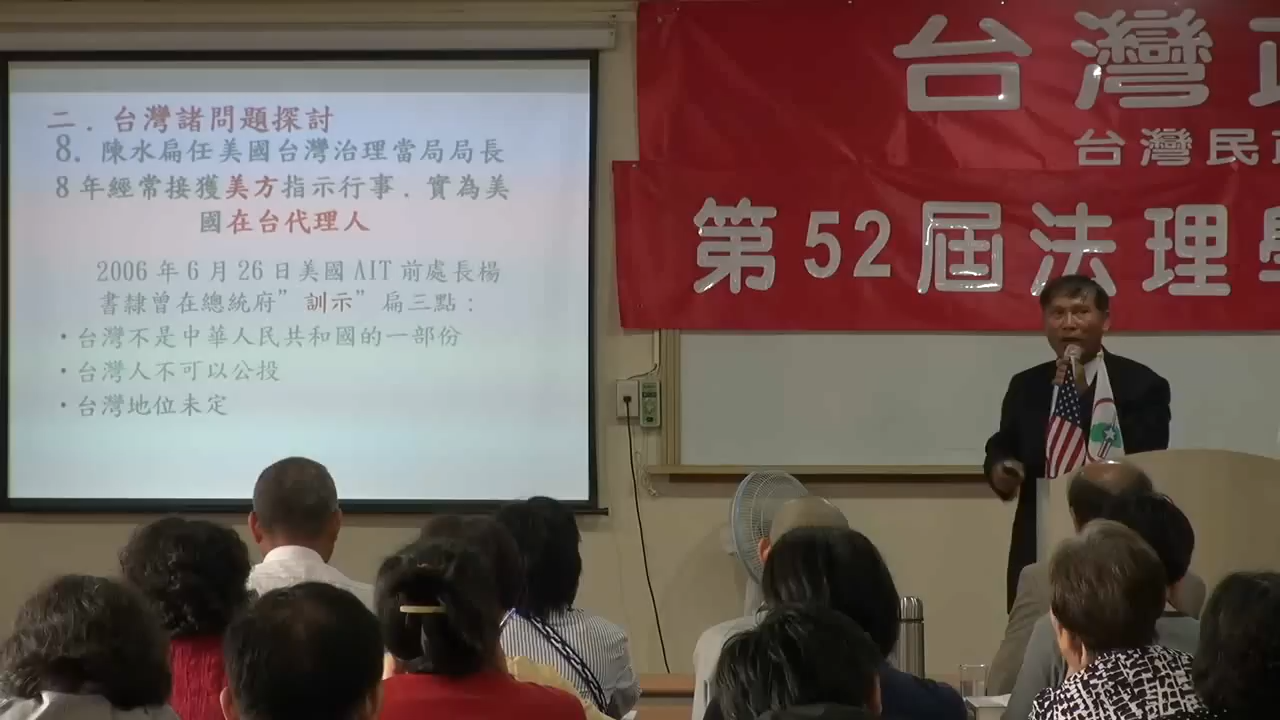 二．台灣諸問題探討
8. 陳水扁任美國台灣治理當局局長
8年經常接獲美方指示行事．實為美
國在台代理人
2006年6月26日美國AIT前處長楊
書隸曾在總統府”訓示”扁三點：
・台灣不是中華人民共和國的一部份
・台灣人不可以公投
・台灣地位未定
台灣
台灣民
第52屆法理